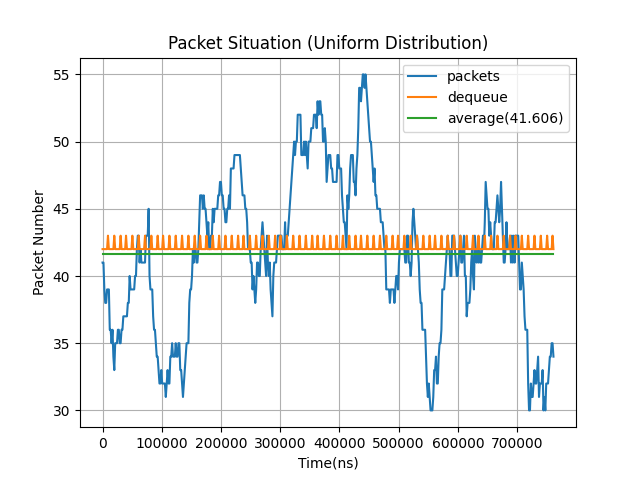 Packet Situation (Uniform Distribution)
packets
dequeue
average(41.606)
55
50
45
40
35
30
Packet Number
0 100000 200000 300000 400000 500000 600000 700000
Time(ns)